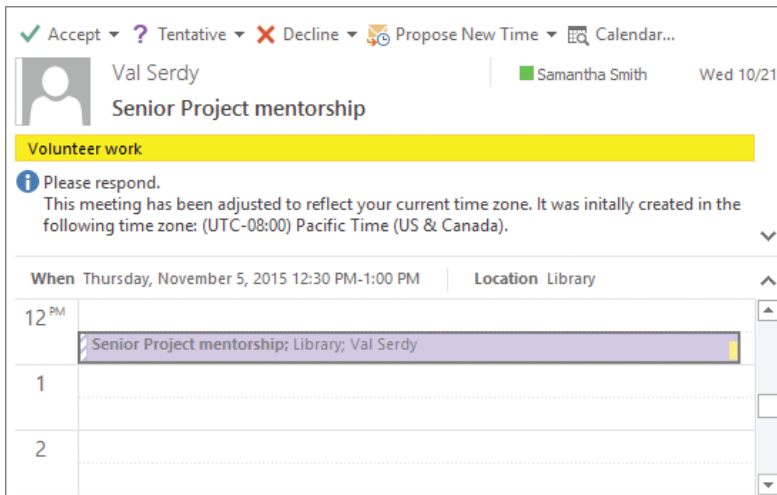 Accept ? Tentative Decline Propose New Time Calendar...
Val Serdy Samantha Smith Wed 10/21
Senior Project mentorship
Volunteer work
Please respond.
This meeting has been adjusted to reflect your current time zone. It was initally created in the
following time zone: (UTC-08:00) Pacific Time (US & Canada).
When Thursday, November 5, 2015 12:30 PM-1:00 PM Location Library
12 PM
Senior Project mentorship; Library; Val Serdy
1
2